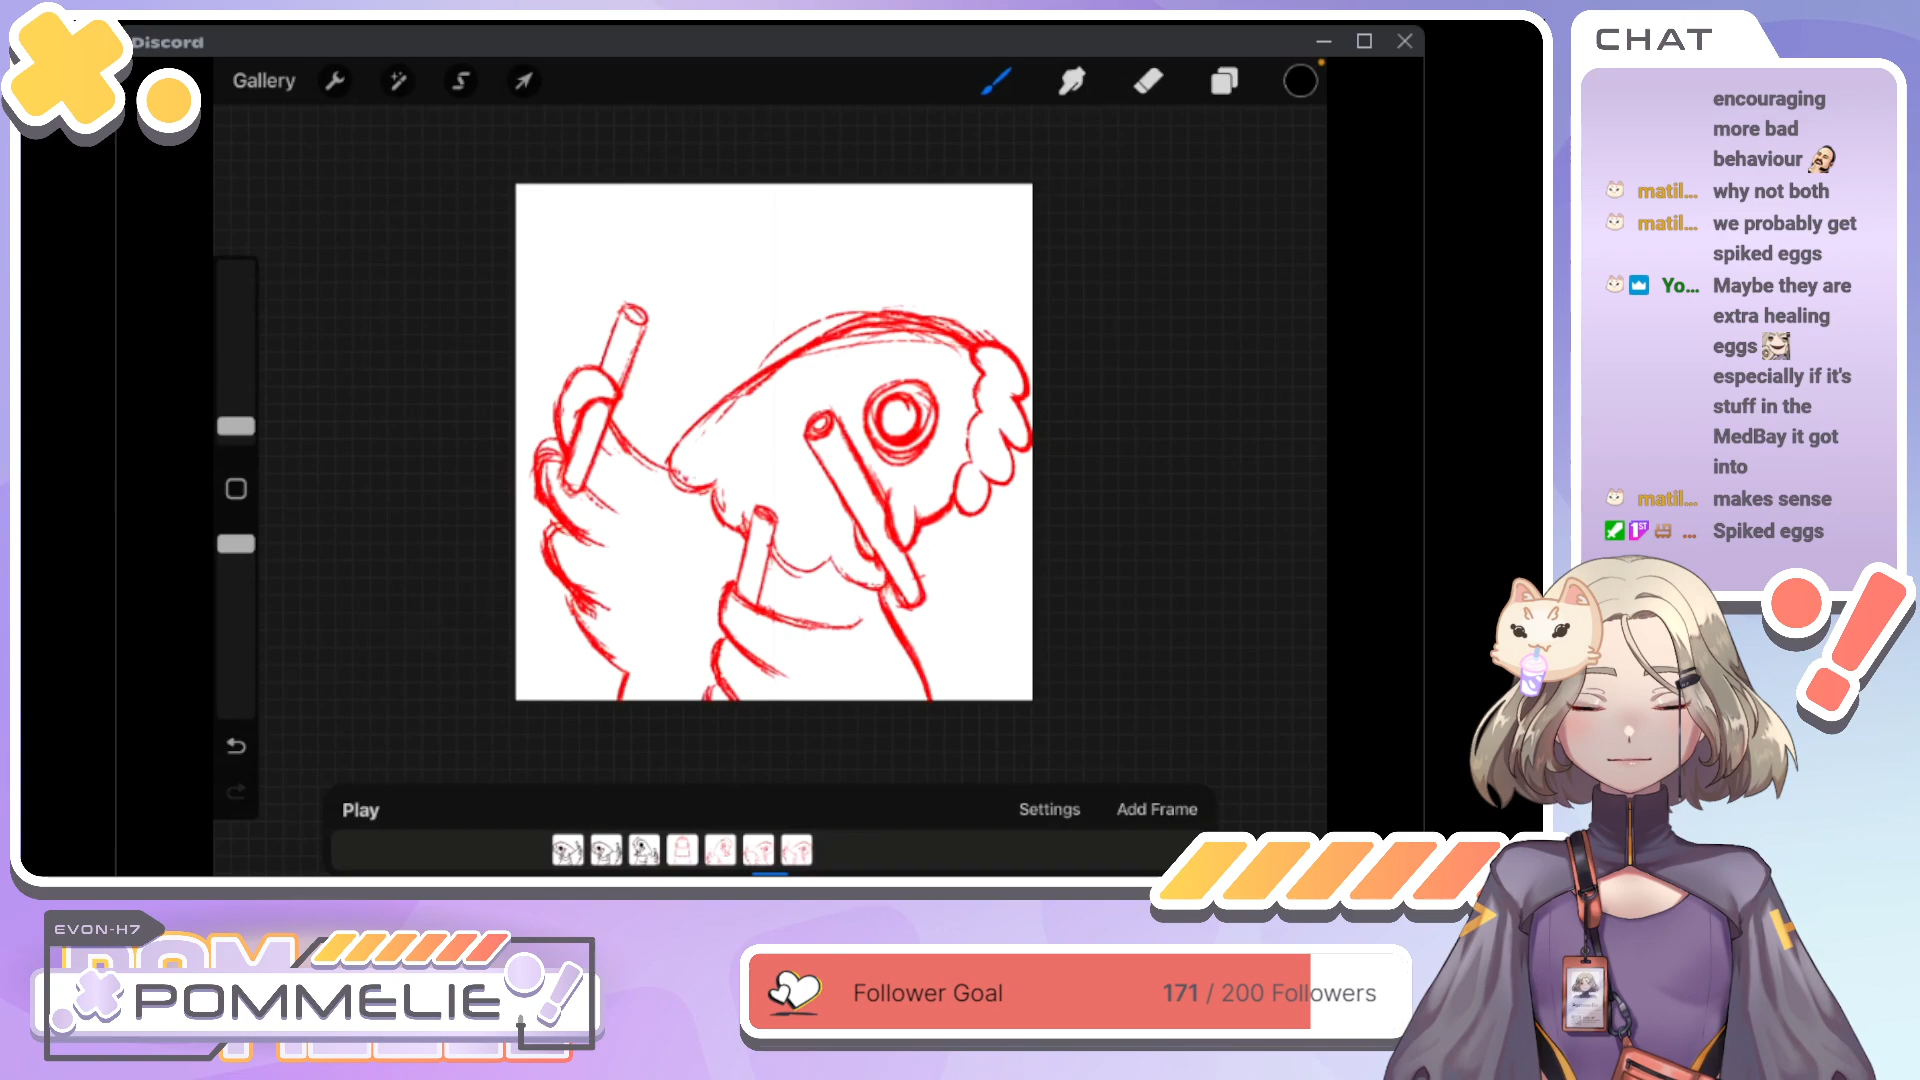 Discord
Gallery
CHAT
encouraging
more bad
behaviour
matil... why not both
matil... we probably get
spiked eggs
Yo... Maybe they are
extra healing
eggs
especially if it's
stuff in the
MedBay it got
into
matil... makes sense
1ST ... Spiked eggs
Play
Settings
Add Frame
EVON-H7
POMMELIE
Follower Goal
171 / 200 Followers